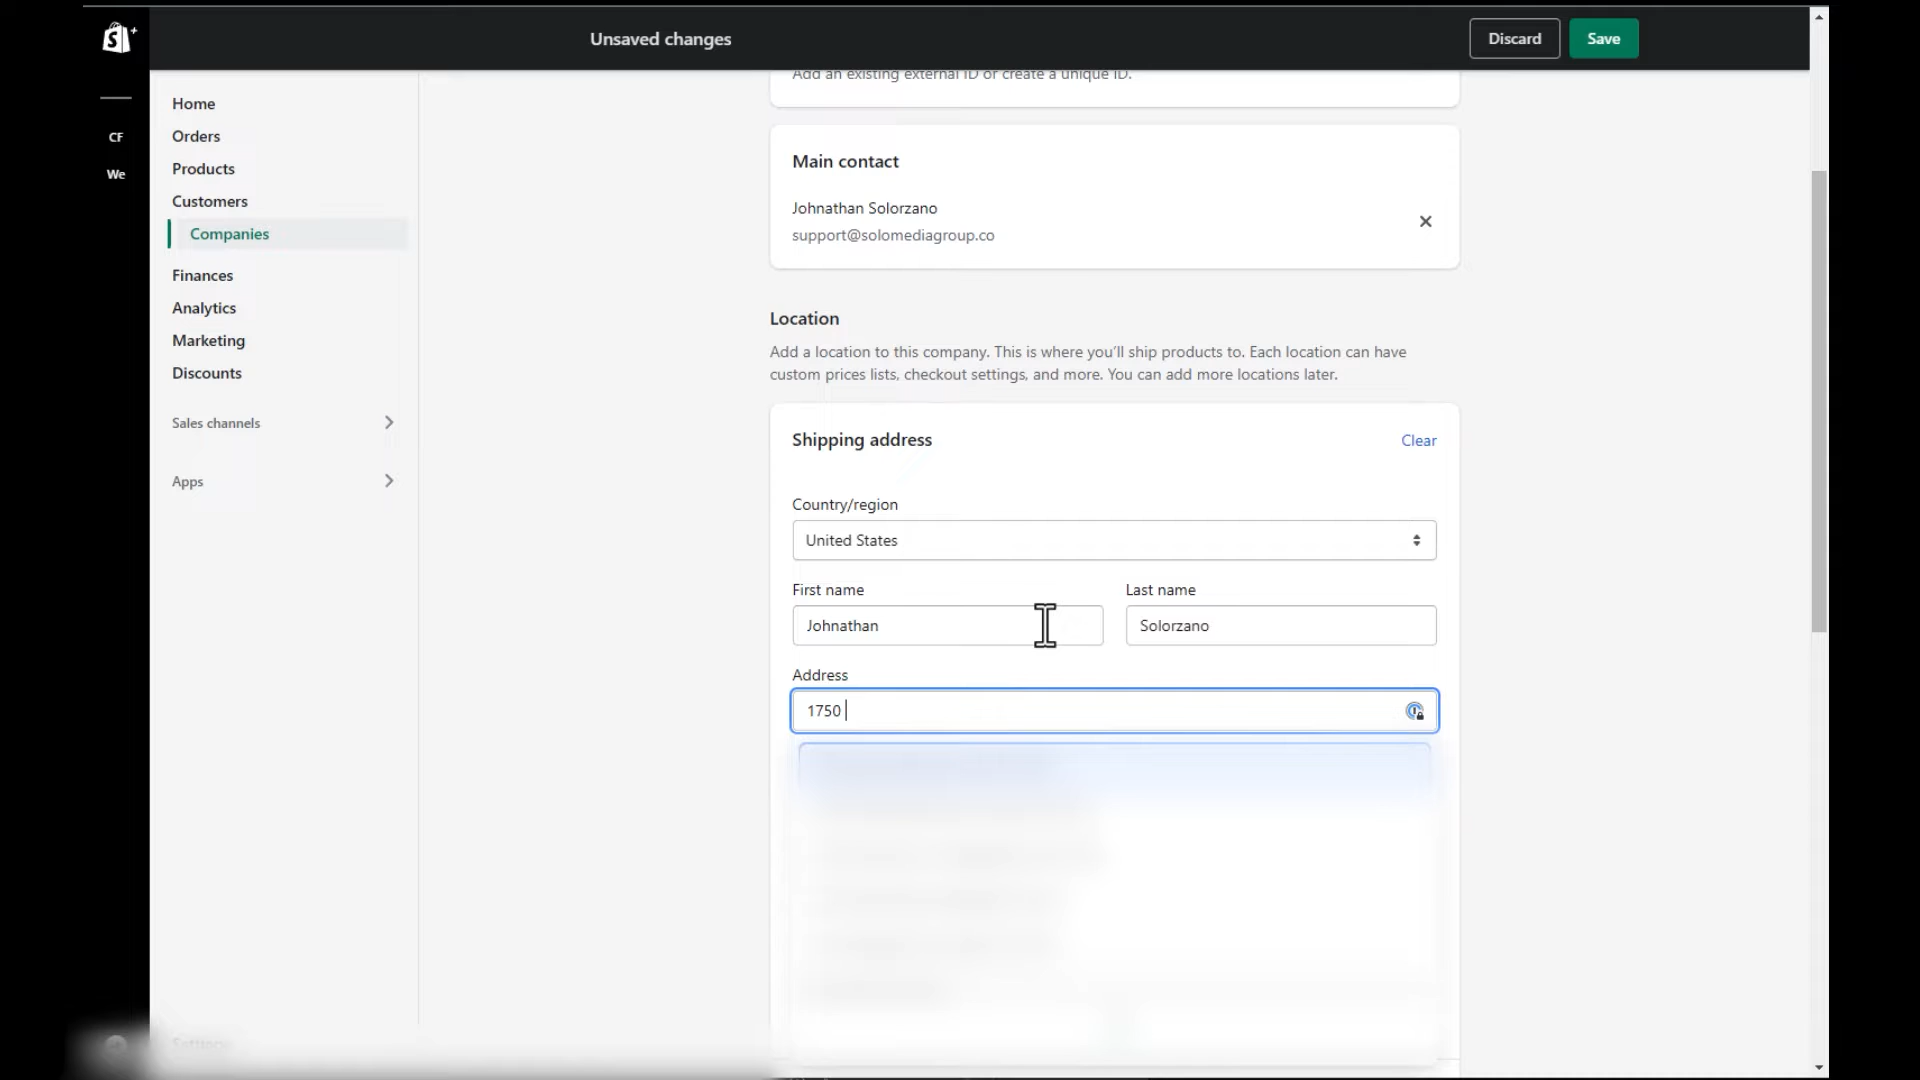 Unsaved changes
Discard
Save
CF
We
Home
Orders
Products
Customers
Companies
Finances
Analytics
Marketing
Discounts
Sales channels
Apps
Add an existing external ID or create a unique ID.
Main contact
Johnathan Solorzano
support@solomediagroup.co
Location
Add a location to this company. This is where you'll ship products to. Each location can have
custom prices lists, checkout settings, and more. You can add more locations later.
Shipping address
Clear
Country/region
United States
First name
Last name
Johnathan
Solorzano
Address
1750